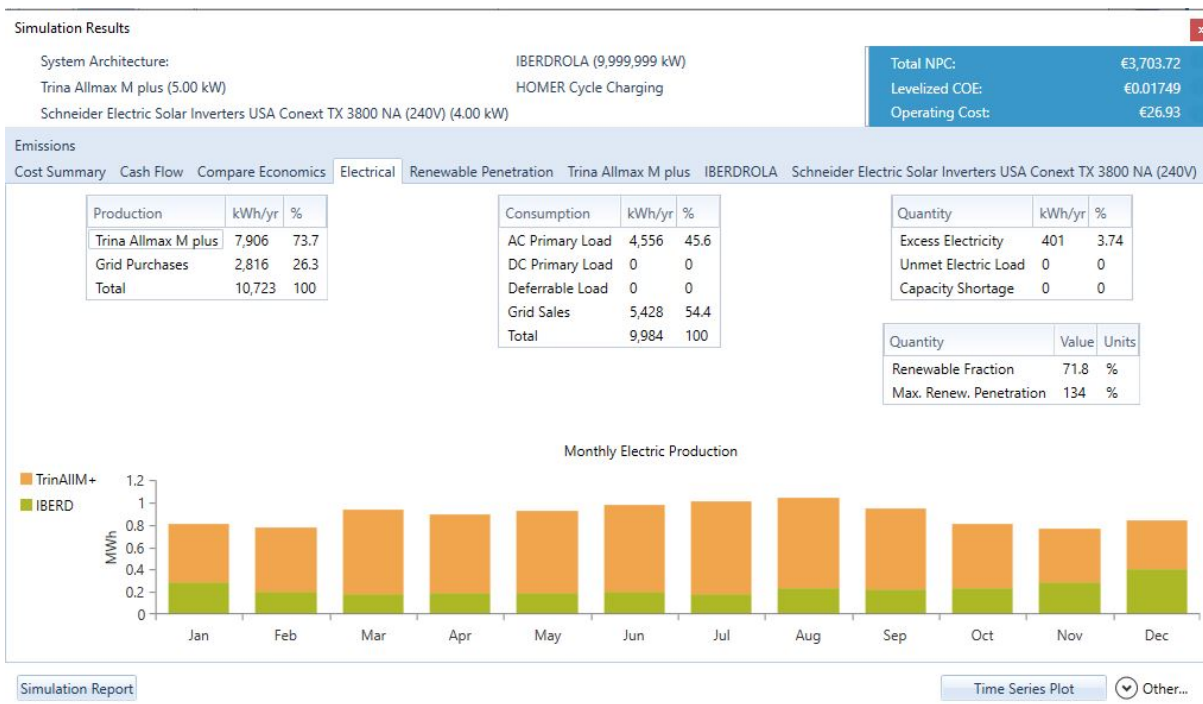 Simulation Results
x
System Architecture:
IBERDROLA (9,999,999 kW)
Trina Allmax M plus (5.00 kW)
HOMER Cycle Charging
Schneider Electric Solar Inverters USA Conext TX 3800 NA (240V) (4.00 kW)
Total NPC: €3,703.72
Levelized COE: €0.01749
Operating Cost: €26.93
Emissions
Cost Summary Cash Flow Compare Economics Electrical Renewable Penetration Trina Allmax M plus IBERDROLA Schneider Electric Solar Inverters USA Conext TX 3800 NA (240V)
Production kWh/yr %
Trina Allmax M plus 7,906 73.7
Grid Purchases 2,816 26.3
Total 10,723 100
Consumption kWh/yr %
AC Primary Load 4,556 45.6
DC Primary Load 0 0
Deferrable Load 0 0
Grid Sales 5,428 54.4
Total 9,984 100
Quantity kWh/yr %
Excess Electricity 401 3.74
Unmet Electric Load 0 0
Capacity Shortage 0 0
Quantity Value Units
Renewable Fraction 71.8 %
Max. Renew. Penetration 134 %
Monthly Electric Production
TrinAllM+
IBERD
MWh
1.2
1
0.8
0.6
0.4
0.2
0
Jan Feb Mar Apr May Jun Jul Aug Sep Oct Nov Dec
Simulation Report
Time Series Plot
Other...